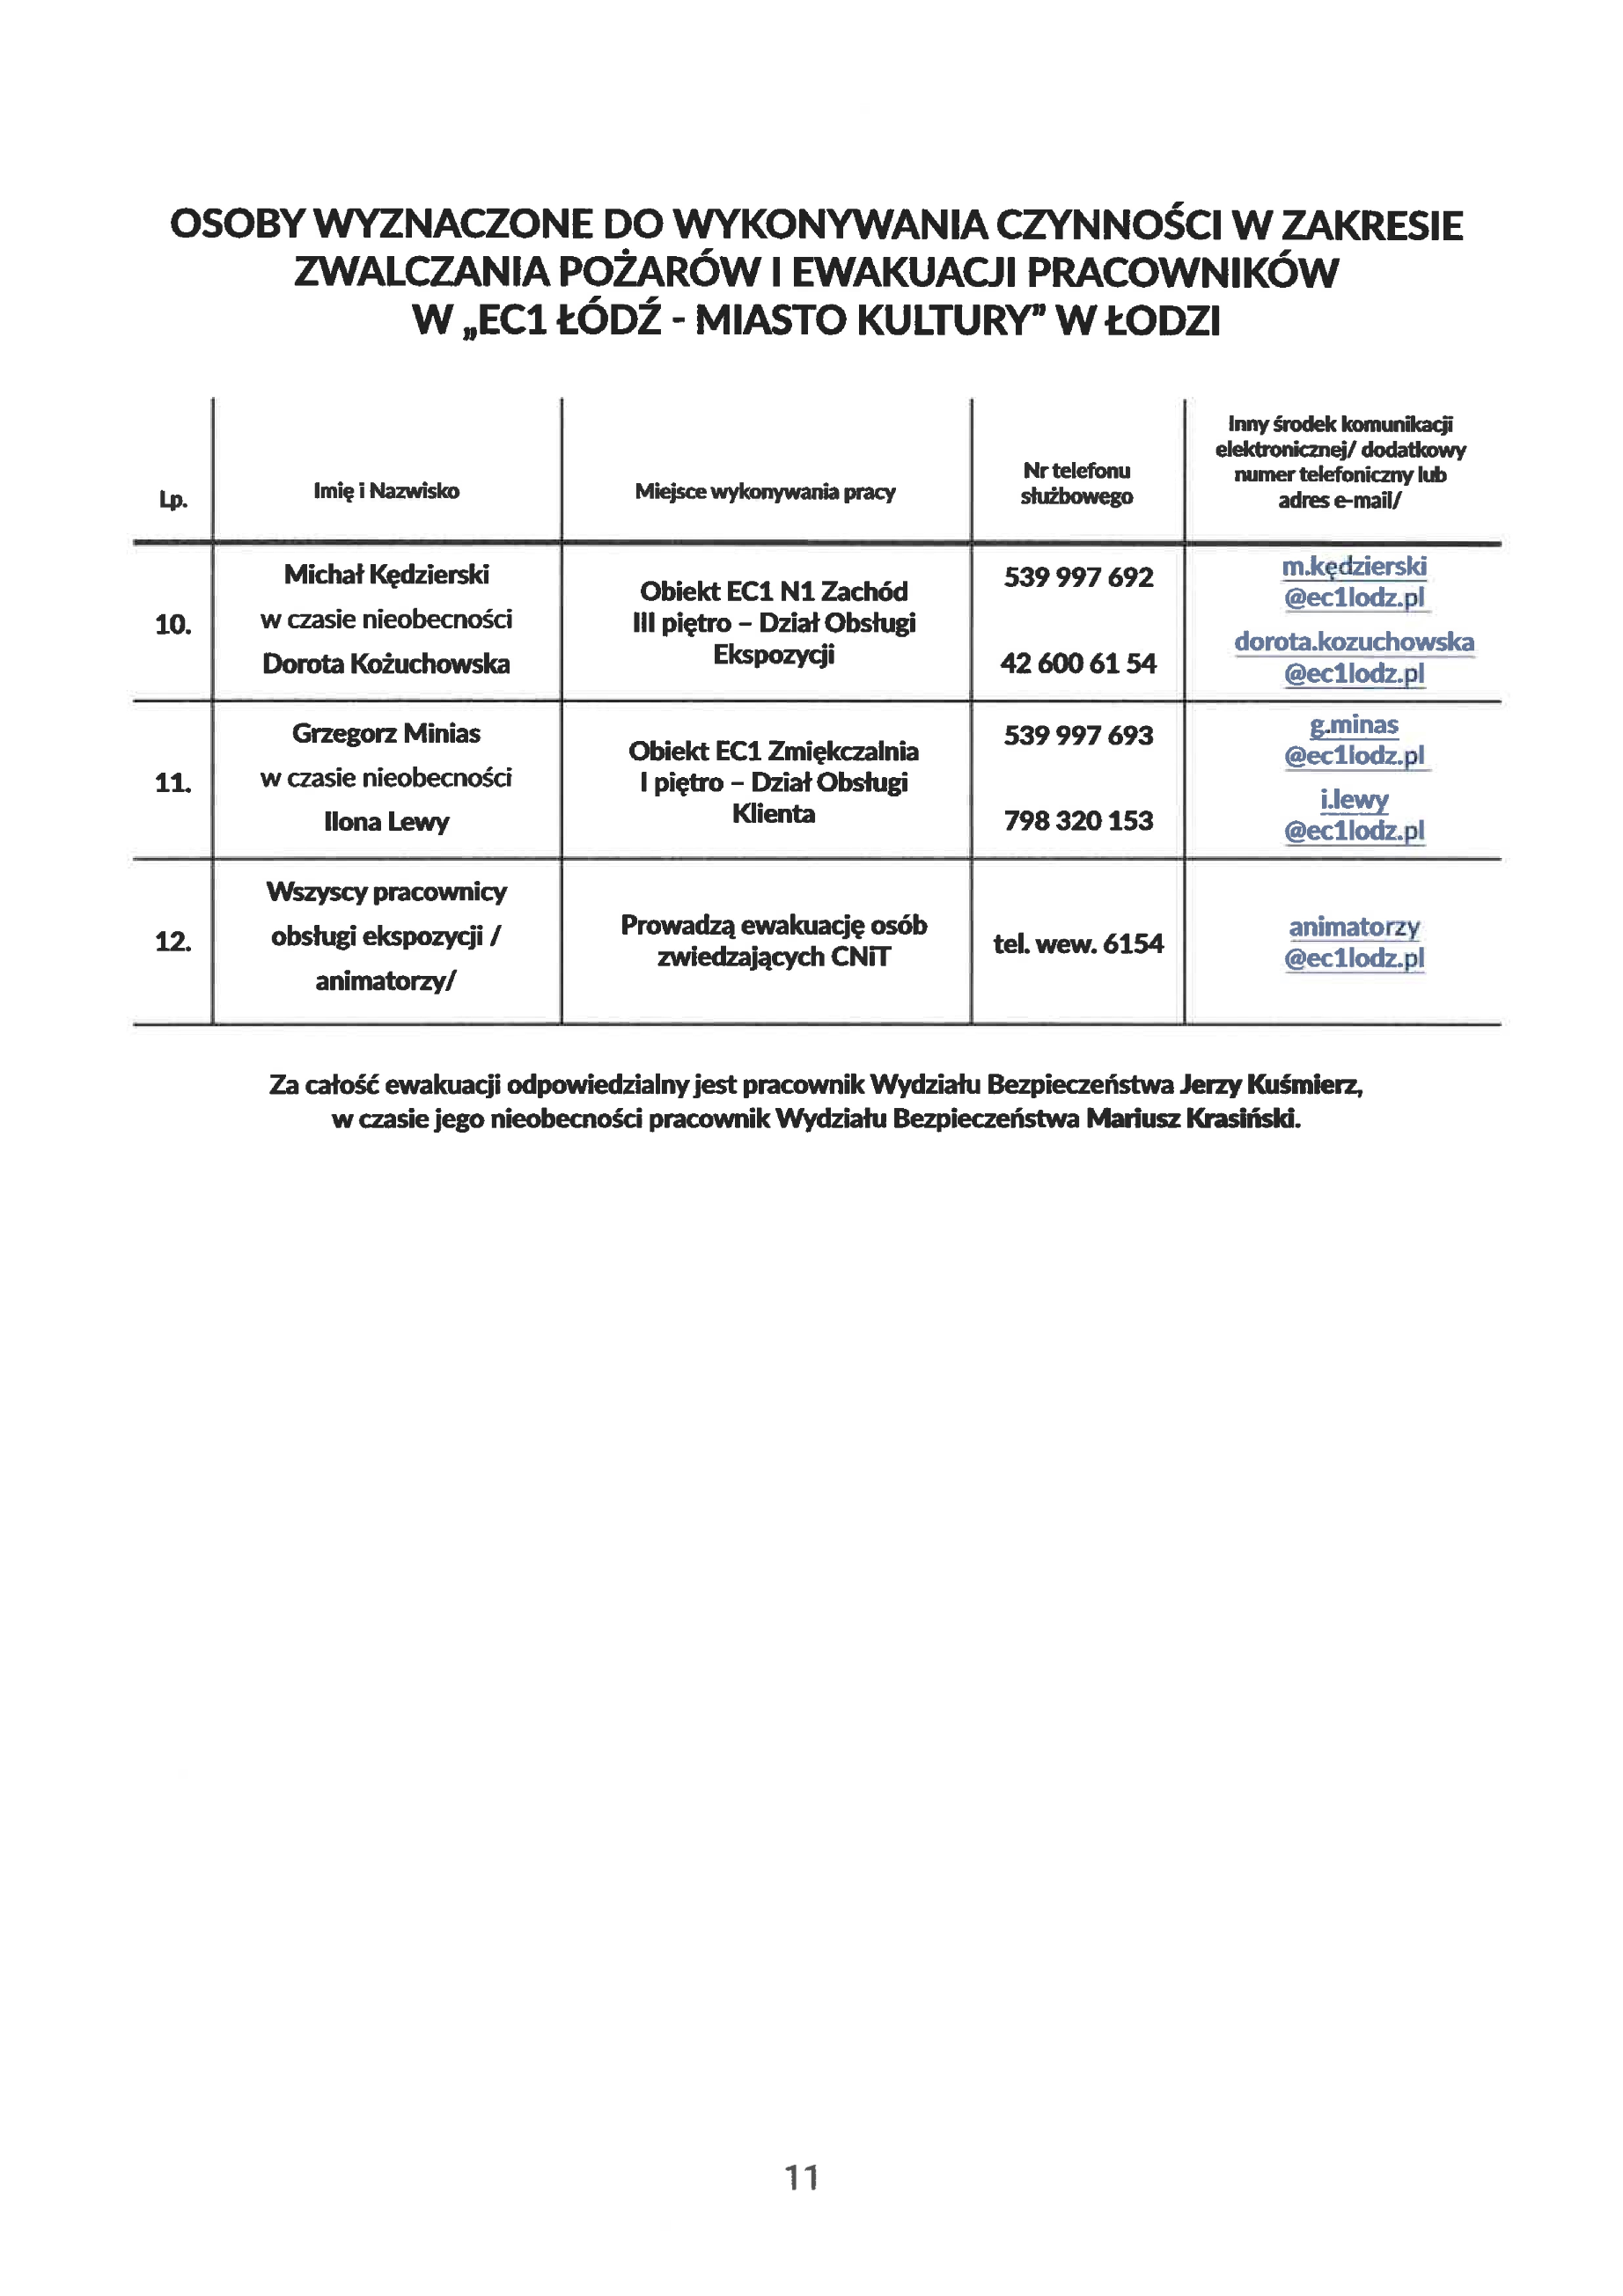 OSOBY WYZNACZONE DO WYKONYWANIA CZYNNOŚCI W ZAKRESIE
ZWALCZANIA POŻARÓW I EWAKUACJI PRACOWNIKÓW
W „EC1 ŁÓDŹ - MIASTO KULTURY” W ŁODZI
Lp.
Imię i Nazwisko
Miejsce wykonywania pracy
Nr telefonu
służbowego
Inny środek komunikacji
elektronicznej/ dodatkowy
numer telefoniczny lub
adres e-mail/
10.
Michał Kędzierski
w czasie nieobecności
Dorota Kożuchowska
Obiekt EC1 N1 Zachód
III piętro – Dział Obsługi
Ekspozycji
539 997 692
42 600 61 54
m.kędzierski
@ec1lodz.pl
dorota.kozuchowska
@ec1lodz.pl
11.
Grzegorz Minias
w czasie nieobecności
Ilona Lewy
Obiekt EC1 Zmiękczalnia
I piętro – Dział Obsługi
Klienta
539 997 693
798 320 153
g.minas
@ec1lodz.pl
i.lewy
@ec1lodz.pl
12.
Wszyscy pracownicy
obsługi ekspozycji /
animatorzy/
Prowadzą ewakuację osób
zwiedzających CNiT
tel. wew. 6154
animatorzy
@ec1lodz.pl
Za całość ewakuacji odpowiedzialny jest pracownik Wydziału Bezpieczeństwa Jerzy Kuśmierz,
w czasie jego nieobecności pracownik Wydziału Bezpieczeństwa Mariusz Krasiński.
11